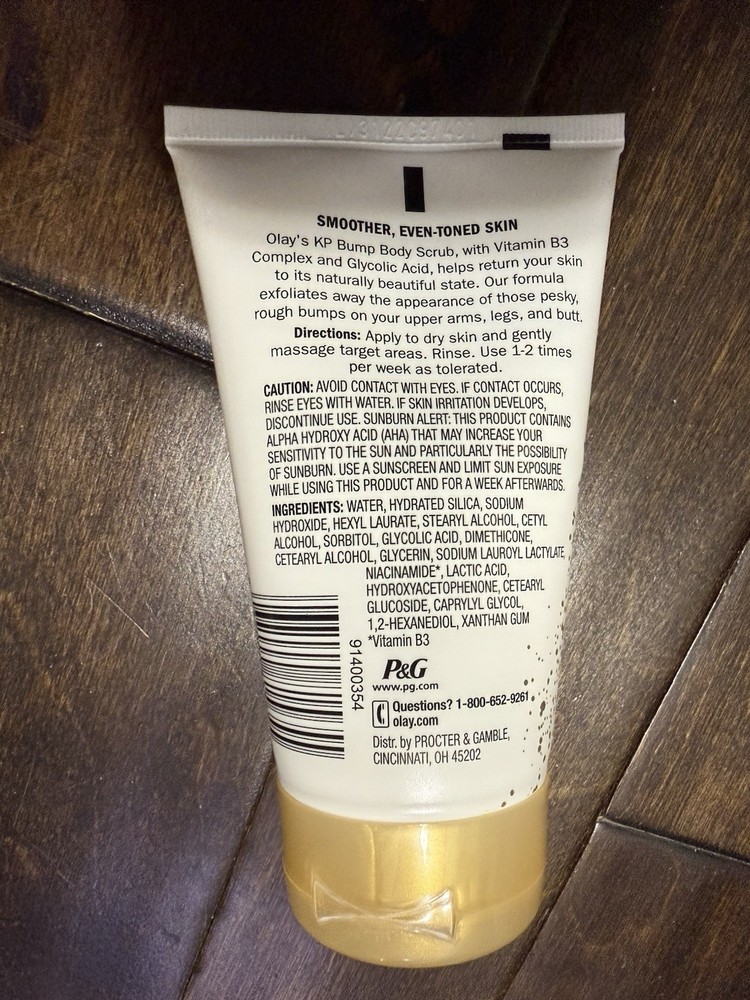 SMOOTHER, EVEN-TONED SKIN
Olay's KP Bump Body Scrub, with Vitamin B3
Complex and Glycolic Acid, helps return your skin
to its naturally beautiful state. Our formula
exfoliates away the appearance of those pesky,
rough bumps on your upper arms, legs, and butt.
Directions: Apply to dry skin and gently
massage target areas. Rinse. Use 1-2 times
per week as tolerated.
CAUTION: AVOID CONTACT WITH EYES. IF CONTACT OCCURS,
RINSE EYES WITH WATER. IF SKIN IRRITATION DEVELOPS,
DISCONTINUE USE. SUNBURN ALERT: THIS PRODUCT CONTAINS
ALPHA HYDROXY ACID (AHA) THAT MAY INCREASE YOUR
SENSITIVITY TO THE SUN AND PARTICULARLY THE POSSIBILITY
OF SUNBURN. USE A SUNSCREEN AND LIMIT SUN EXPOSURE
WHILE USING THIS PRODUCT AND FOR A WEEK AFTERWARDS.
INGREDIENTS: WATER, HYDRATED SILICA, SODIUM
HYDROXIDE, HEXYL LAURATE, STEARYL ALCOHOL, CETYL
ALCOHOL, SORBITOL, GLYCOLIC ACID, DIMETHICONE,
CETEARYL ALCOHOL, GLYCERIN, SODIUM LAUROYL LACTYLATE,
NIACINAMIDE*, LACTIC ACID,
HYDROXYACETOPHENONE, CETEARYL
GLUCOSIDE, CAPRYLYL GLYCOL,
1,2-HEXANEDIOL, XANTHAN GUM
*Vitamin B3
91400354
P&G
www.pg.com
Questions? 1-800-652-9261
olay.com
Distr. by PROCTER & GAMBLE,
CINCINNATI, OH 45202